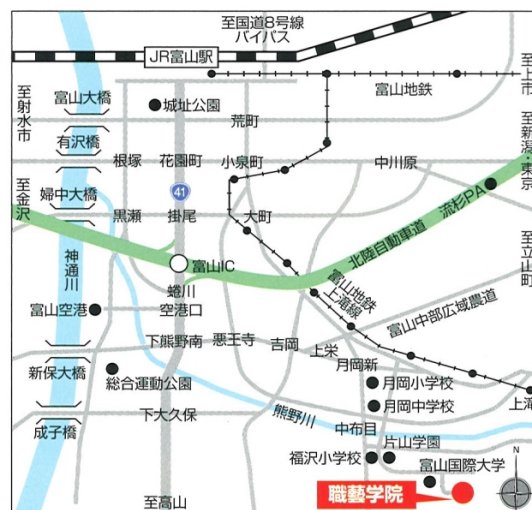 至国道8号線
バイパス
JR富山駅
至上市
富山地鉄
至射水市
富山大橋
城址公園
荒町
有沢橋
至新潟・東京
根塚
花園町
小泉町
中川原
婦中大橋
41
流杉PA
至金沢
黒瀬
掛尾
大町
北陸自動車道
至立山町
神通川
富山IC
富山地鉄
上滝線
蜷川
富山空港
空港口
富山中部広域農道
下熊野南
悪王寺
吉岡
上栄
月岡新
新保大橋
総合運動公園
月岡小学校
上滝
下大久保
熊野川
月岡中学校
成子橋
中布目
片山学園
福沢小学校
富山国際大学
N
職藝学院
至高山